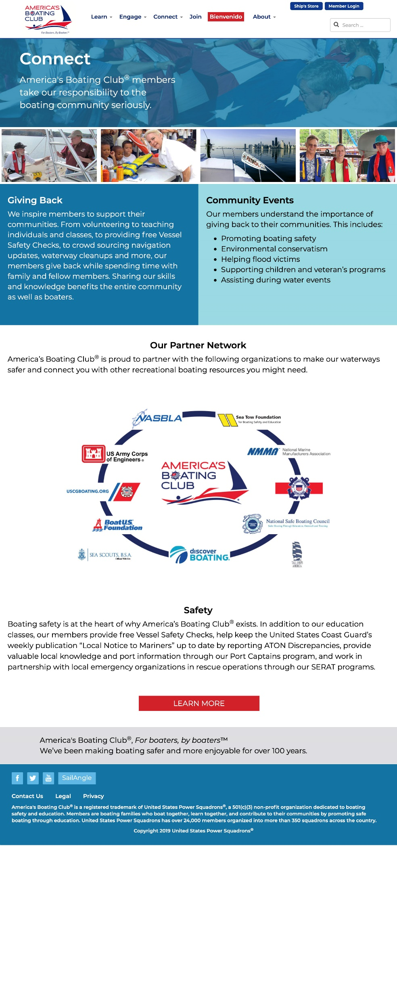 AMERICA'S
BOATING
CLUB
For Boaters, By Boaters™
Learn
Engage
Connect
Join
Bienvenido
About
Ship's Store
Member Login
Search ...
Connect
America's Boating Club® members
take our responsibility to the
boating community seriously.
PATROL
Giving Back
We inspire members to support their
communities. From volunteering to teaching
individuals and classes, to providing free Vessel
Safety Checks, to crowd sourcing navigation
updates, waterway cleanups and more, our
members give back while spending time with
family and fellow members. Sharing our skills
and knowledge benefits the entire community
as well as boaters.
Community Events
Our members understand the importance of
giving back to their communities. This includes:
• Promoting boating safety
• Environmental conservatism
• Helping flood victims
• Supporting children and veteran's programs
• Assisting during water events
Our Partner Network
America's Boating Club® is proud to partner with the following organizations to make our waterways
safer and connect you with other recreational boating resources you might need.
NASBLA
Sea Tow Foundation
for Boating Safety and Education
US Army Corps
of Engineers ®
NMMA™
National Marine
Manufacturers Association
AMERICA'S
BOATING
CLUB
®
USCGBOATING.ORG
U.S. COAST GUARD
AUXILIARY
Boat U.S.
Foundation
National Safe Boating Council
Safer Boating Through Education, Outreach and Training
SEA SCOUTS, B.S.A.
Official Web Site
discover
BOATING.
TALL SHIPS
AMERICA.
Safety
Boating safety is at the heart of why America's Boating Club® exists. In addition to our education
classes, our members provide free Vessel Safety Checks, help keep the United States Coast Guard's
weekly publication “Local Notice to Mariners” up to date by reporting ATON Discrepancies, provide
valuable local knowledge and port information through our Port Captains program, and work in
partnership with local emergency organizations in rescue operations through our SERAT programs.
LEARN MORE
America's Boating Club®, For boaters, by boaters™
We've been making boating safer and more enjoyable for over 100 years.
SailAngle
Contact Us
Legal
Privacy
America's Boating Club® is a registered trademark of United States Power Squadrons®, a 501(c)(3) non-profit organization dedicated to boating
safety and education. Members are boating families who boat together, learn together, and contribute to their communities by promoting safe
boating through education. United States Power Squadrons has over 24,000 members organized into more than 350 squadrons across the country.
Copyright 2019 United States Power Squadrons®